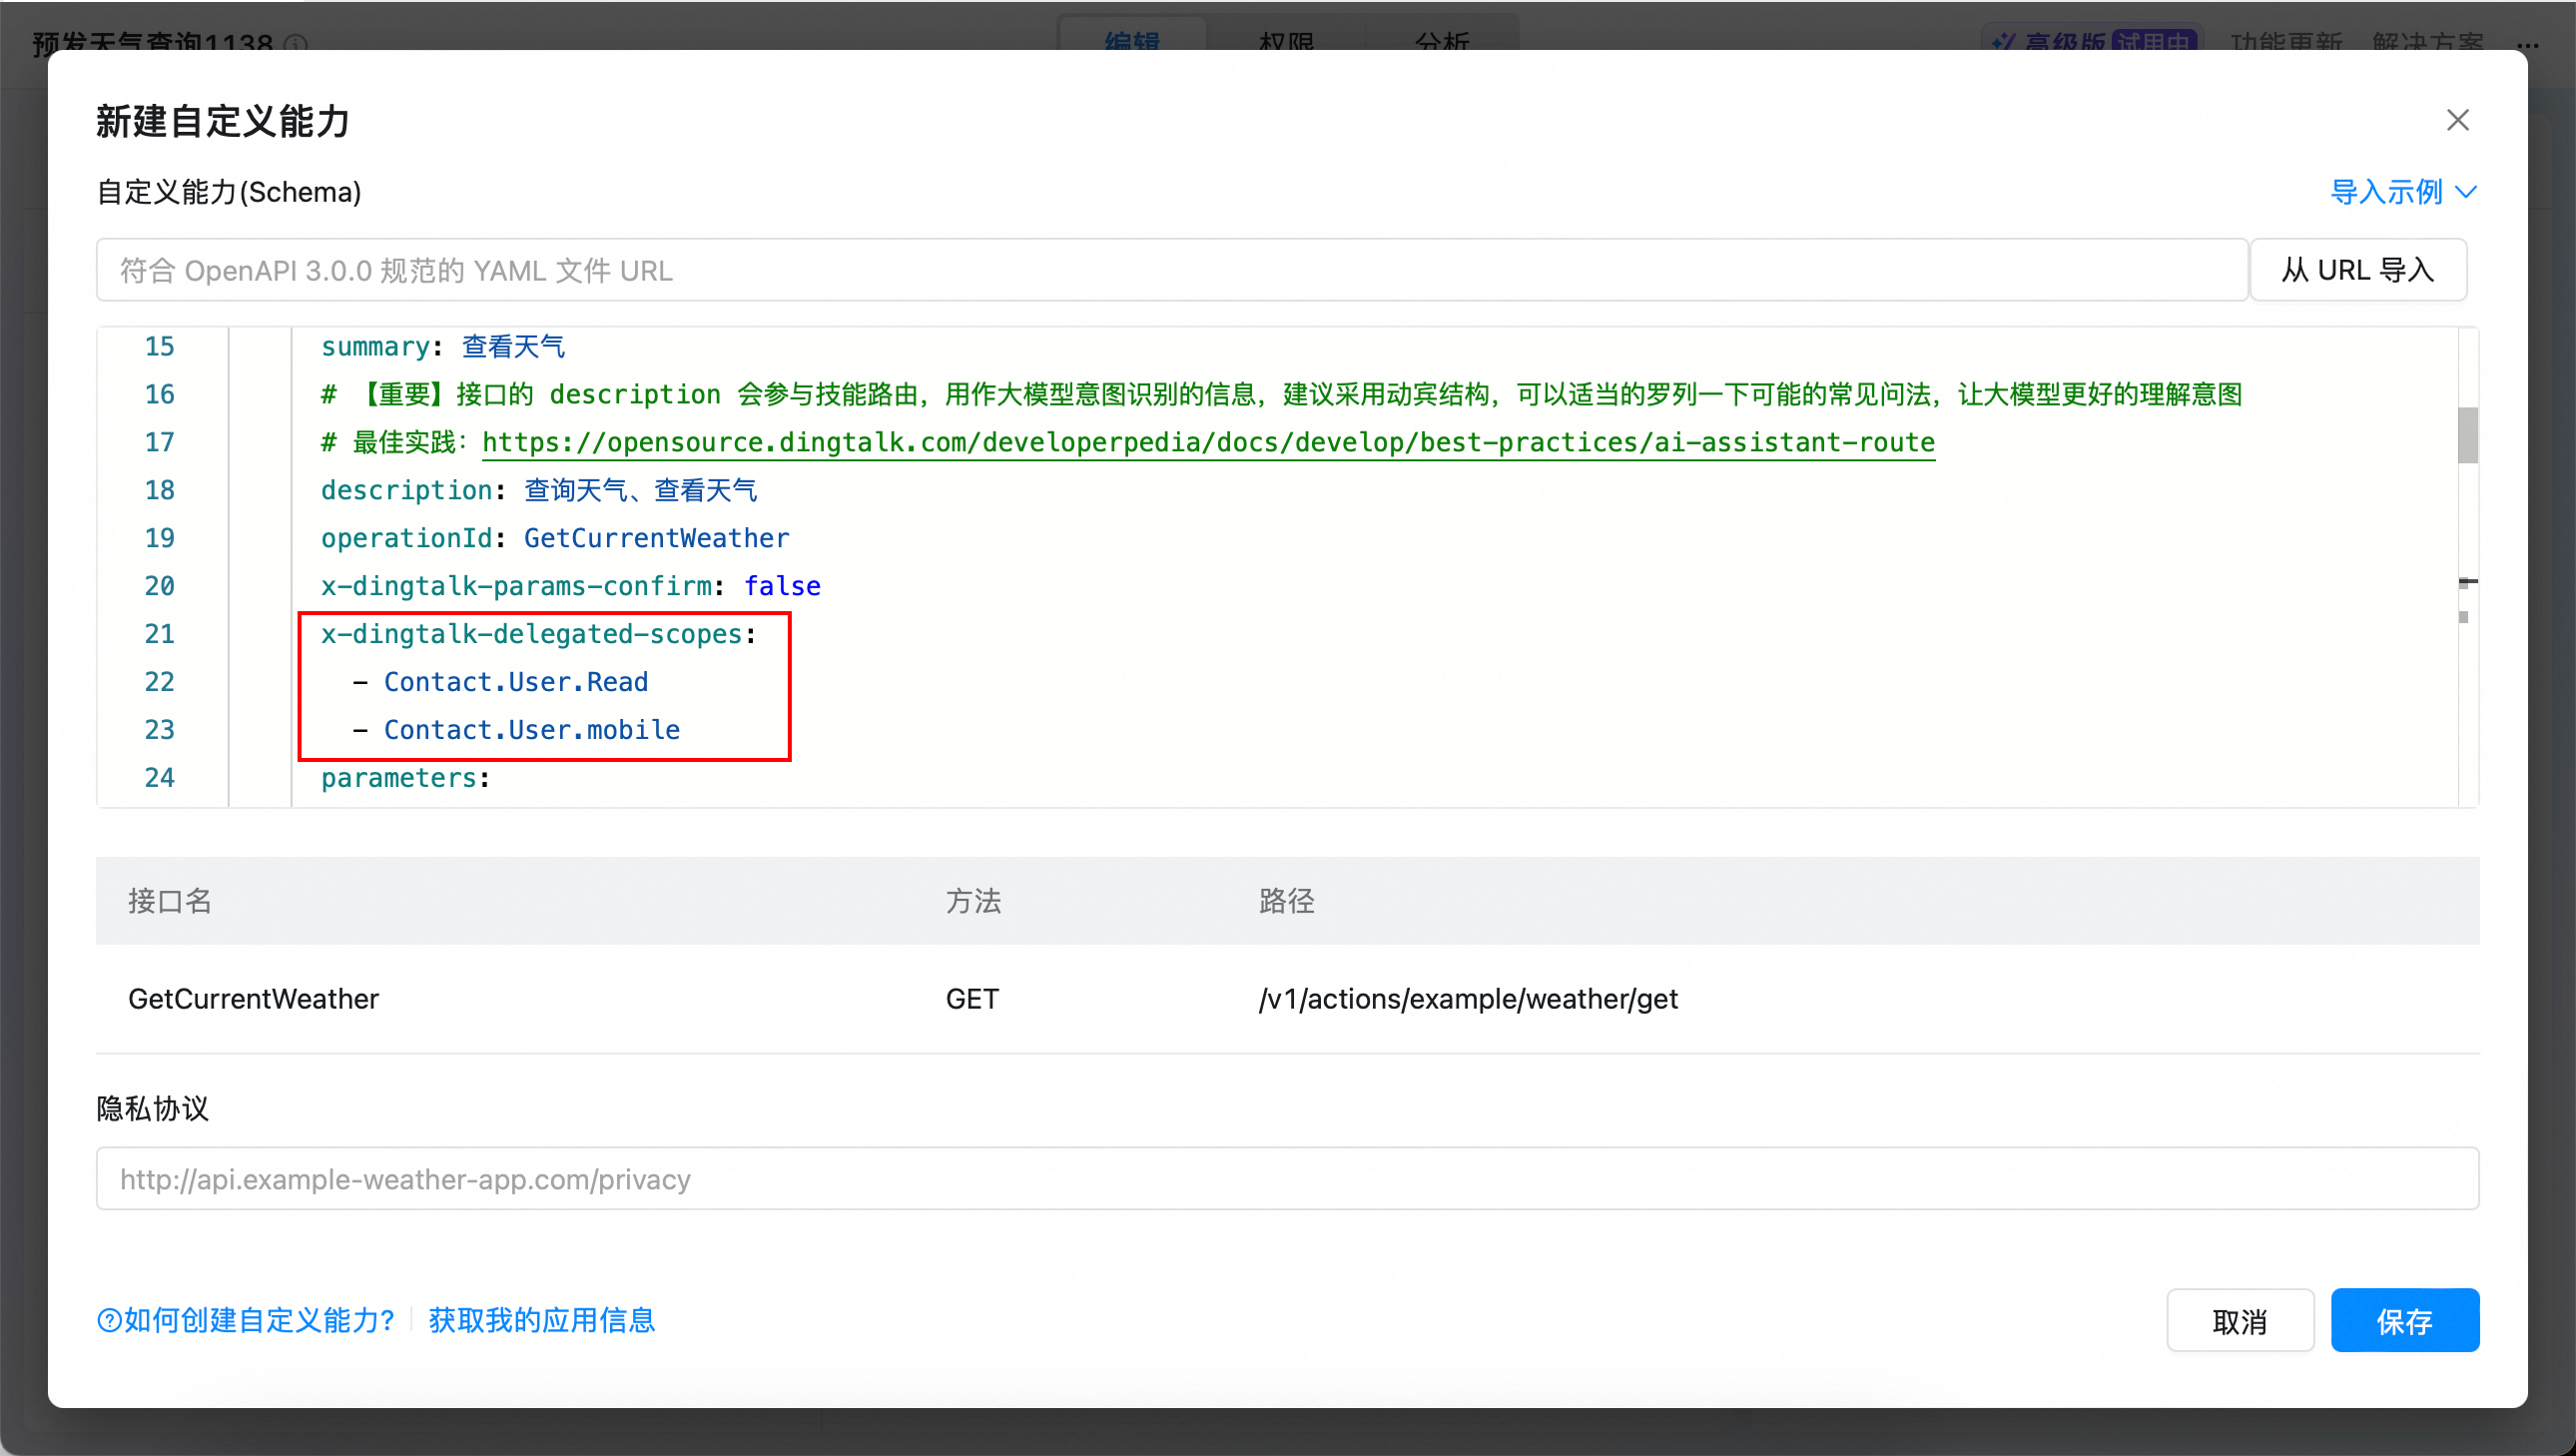 预发天气查询1138
编辑 权限 分析
高级版 试用中 功能更新 解决方案 ...
新建自定义能力
自定义能力(Schema)
导入示例
符合 OpenAPI 3.0.0 规范的 YAML 文件 URL
从 URL 导入
15 summary: 查看天气
16 # 【重要】接口的 description 会参与技能路由，用作大模型意图识别的信息，建议采用动宾结构，可以适当的罗列一下可能的常见问法，让大模型更好的理解意图
17 # 最佳实践：https://opensource.dingtalk.com/developerpedia/docs/develop/best-practices/ai-assistant-route
18 description: 查询天气、查看天气
19 operationId: GetCurrentWeather
20 x-dingtalk-params-confirm: false
21 x-dingtalk-delegated-scopes:
22 - Contact.User.Read
23 - Contact.User.mobile
24 parameters:
接口名 方法 路径
GetCurrentWeather GET /v1/actions/example/weather/get
隐私协议
http://api.example-weather-app.com/privacy
如何创建自定义能力? 获取我的应用信息
取消 保存